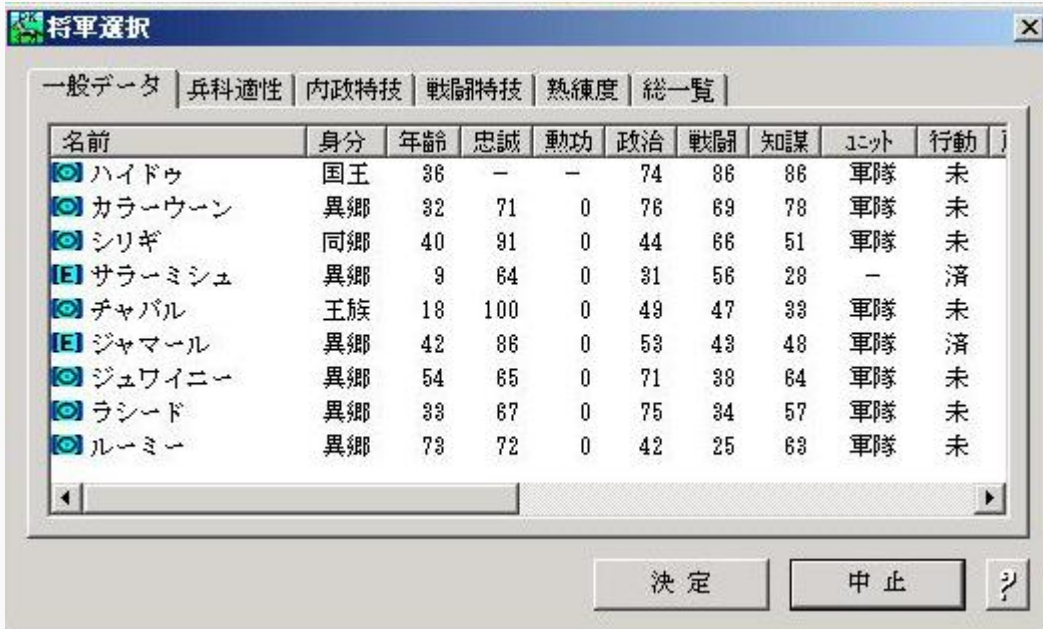 将軍選択
一般データ 兵科適性 内政特技 戦闘特技 熟練度 総一覧
名前 身分 年齢 忠誠 勲功 政治 戦闘 知謀 ユニット 行動
ハイドゥ 国王 36 － － 74 86 86 軍隊 未
カラーウーン 異郷 32 71 0 76 69 78 軍隊 未
シリギ 同郷 40 91 0 44 66 51 軍隊 未
[E] サラーミシュ 異郷 9 64 0 31 56 28 － 済
チャバル 王族 18 100 0 49 47 33 軍隊 未
[E] ジャマール 異郷 42 86 0 53 43 48 軍隊 済
ジュワイニー 異郷 54 65 0 71 38 64 軍隊 未
ラシード 異郷 33 67 0 75 34 57 軍隊 未
ルーミー 異郷 73 72 0 42 25 63 軍隊 未
決定 中止 ?